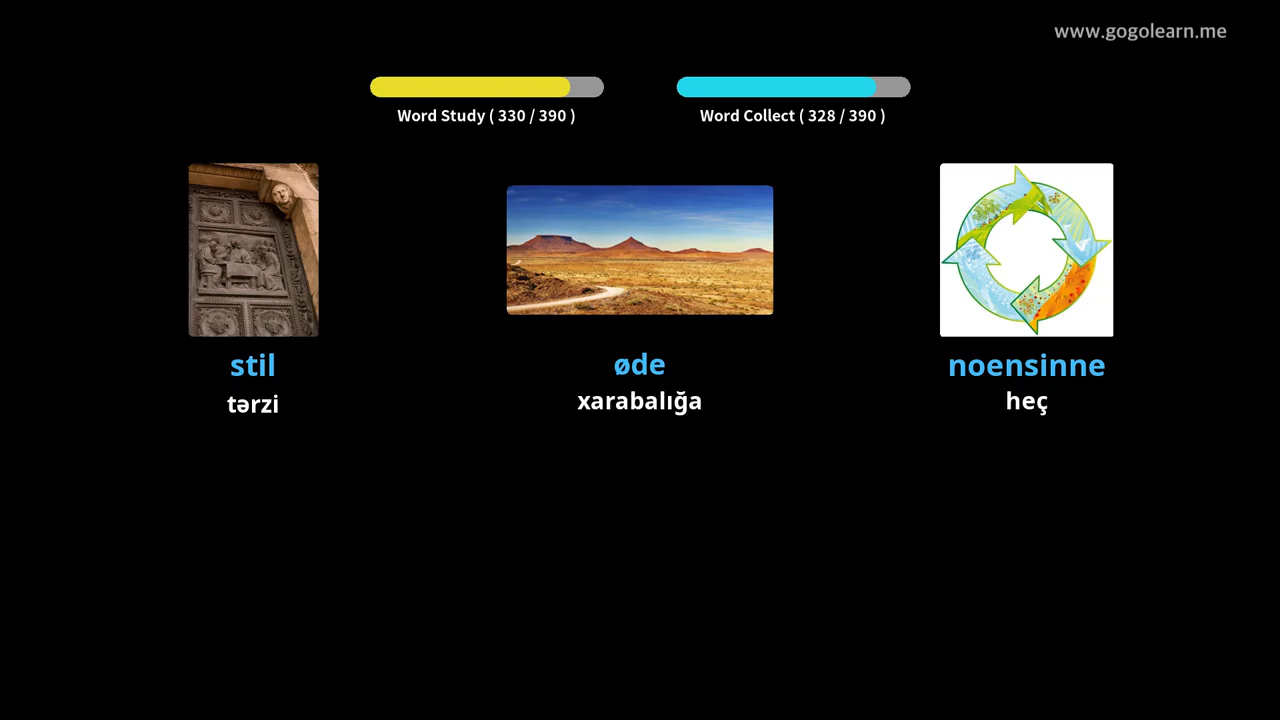 www.gogolearn.me
Word Study ( 330 / 390 )
Word Collect ( 328 / 390 )
stil
tərzi
øde
xarabalığa
noensinne
heç